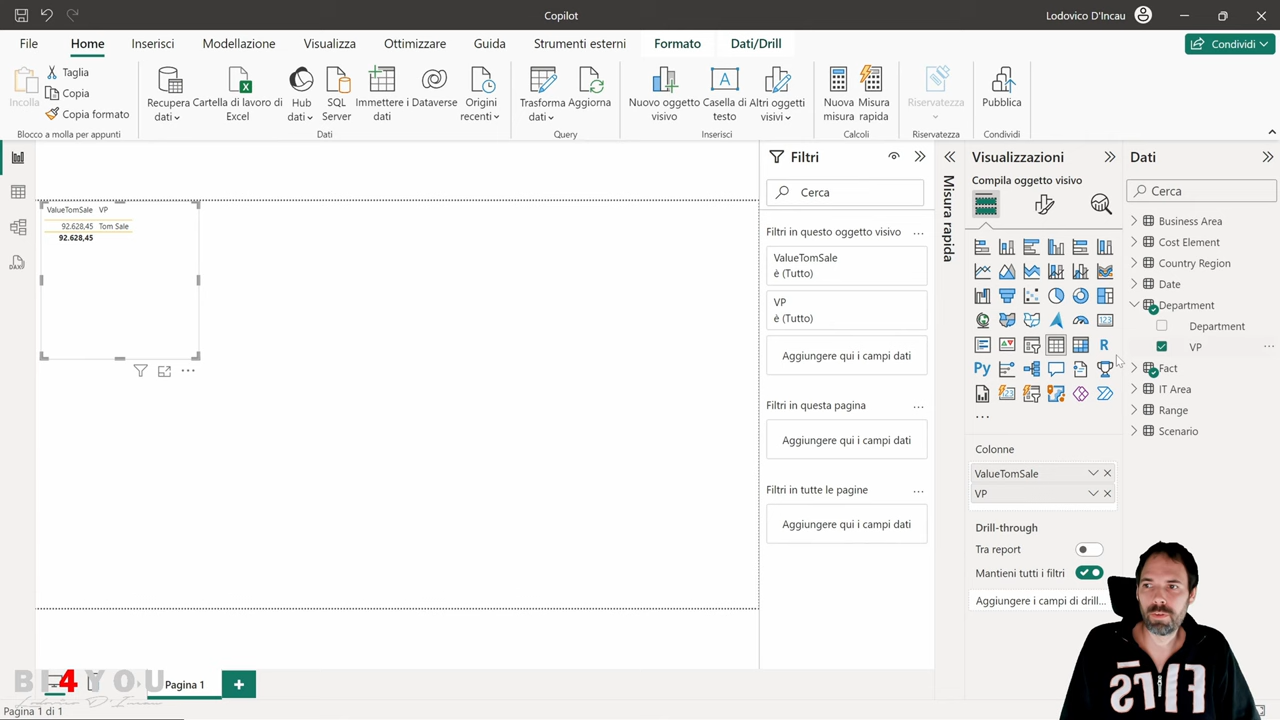 Copilot
Lodovico D'Incau
File
Home
Inserisci
Modellazione
Visualizza
Ottimizzare
Guida
Strumenti esterni
Formato
Dati/Drill
Condividi
Incolla
Taglia
Copia
Copia formato
Blocco a molla per appunti
Recupera
dati
Cartella di lavoro di
Excel
Hub
dati
SQL
Server
Immettere i
dati
Dataverse
Origini
recenti
Dati
Trasforma
dati
Aggiorna
Query
Nuovo oggetto
visivo
Casella di
testo
Altri oggetti
visivi
Inserisci
Nuova
misura
Misura
rapida
Calcoli
Riservatezza
Riservatezza
Pubblica
Condividi
ValueTomSale VP
92.628,45 Tom Sale
92.628,45
Filtri
Cerca
Filtri in questo oggetto visivo
ValueTomSale
è (Tutto)
VP
è (Tutto)
Aggiungere qui i campi dati
Filtri in questa pagina
Aggiungere qui i campi dati
Filtri in tutte le pagine
Aggiungere qui i campi dati
Misura rapida
Visualizzazioni
Compila oggetto visivo
123
R
Py
123
Colonne
ValueTomSale
VP
Drill-through
Tra report
Mantieni tutti i filtri
Aggiungere i campi di drill...
Dati
Cerca
Business Area
Cost Element
Country Region
Date
Department
Department
VP
Fact
IT Area
Range
Scenario
BI4YOU
Lodovico D'Incau
Pagina 1
Pagina 1 di 1